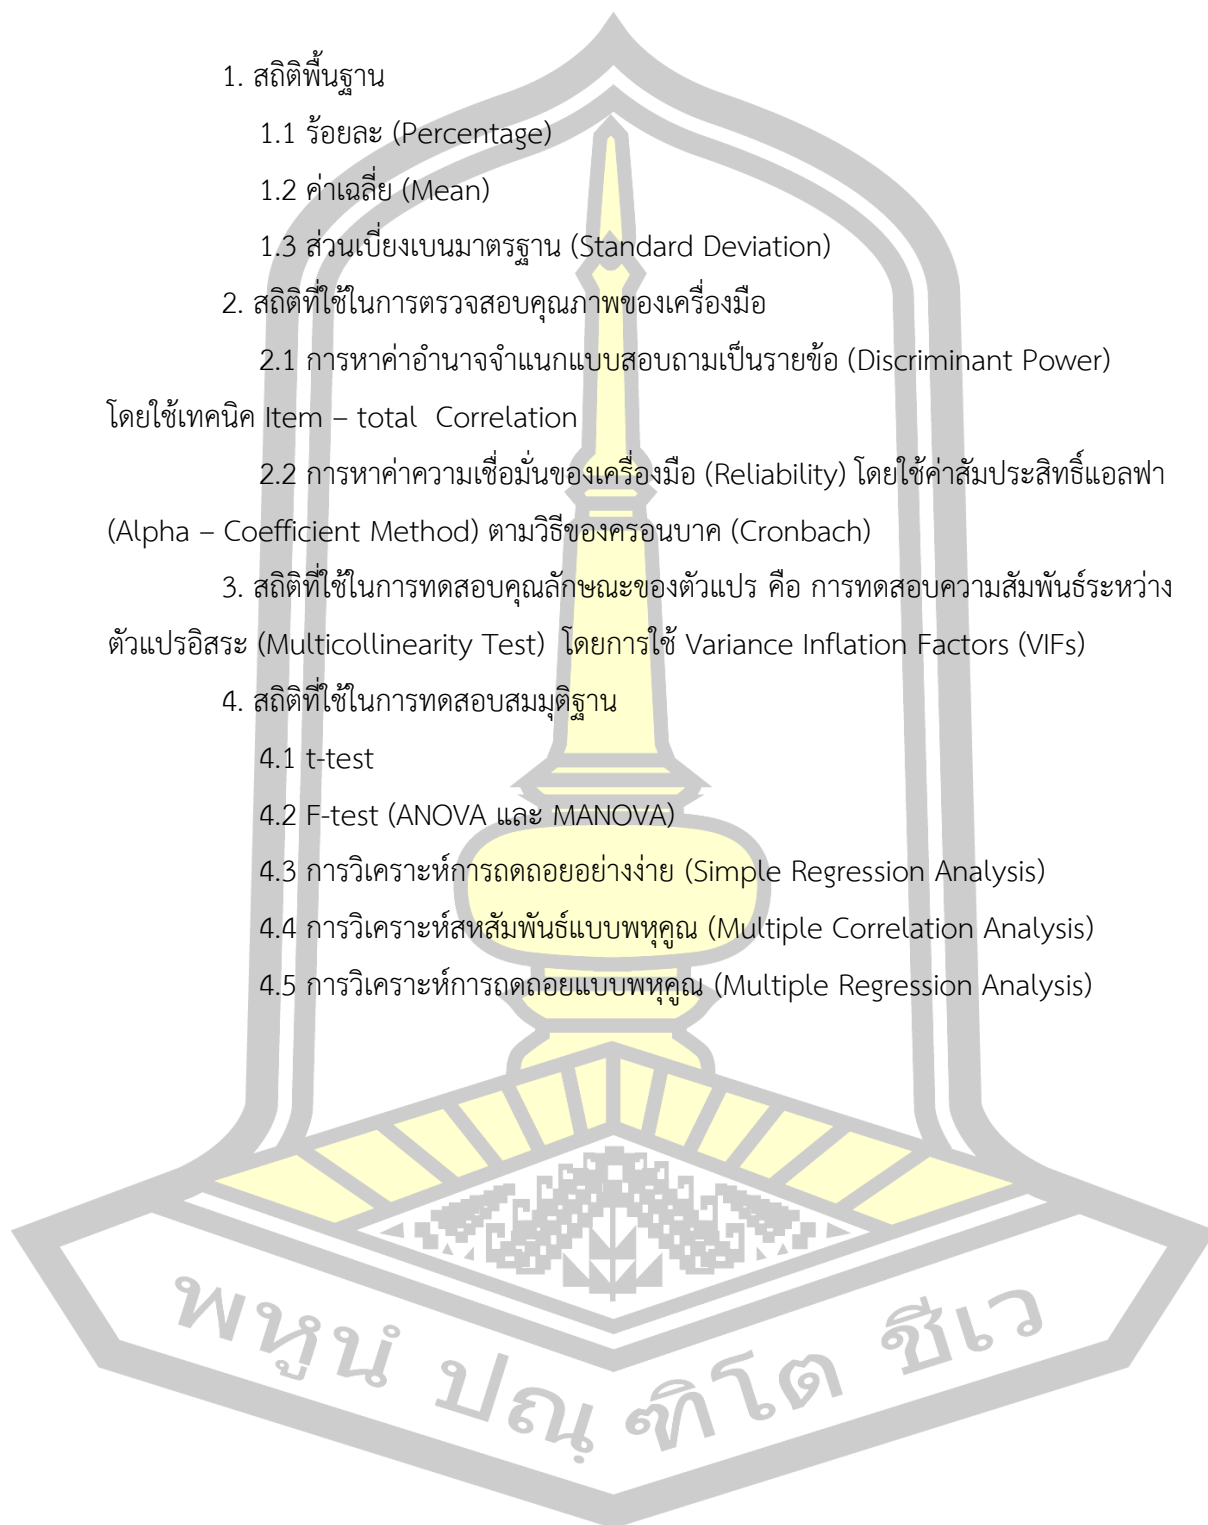 1. สถิติพื้นฐาน
1.1 ร้อยละ (Percentage)
1.2 ค่าเฉลี่ย (Mean)
1.3 ส่วนเบี่ยงเบนมาตรฐาน (Standard Deviation)
2. สถิติที่ใช้ในการตรวจสอบคุณภาพของเครื่องมือ
2.1 การหาค่าอำนาจจำแนกแบบสอบถามเป็นรายข้อ (Discriminant Power)
โดยใช้เทคนิค Item – total Correlation
2.2 การหาค่าความเชื่อมั่นของเครื่องมือ (Reliability) โดยใช้ค่าสัมประสิทธิ์แอลฟา
(Alpha – Coefficient Method) ตามวิธีของครอนบาค (Cronbach)
3. สถิติที่ใช้ในการทดสอบคุณลักษณะของตัวแปร คือ การทดสอบความสัมพันธ์ระหว่าง
ตัวแปรอิสระ (Multicollinearity Test) โดยการใช้ Variance Inflation Factors (VIFs)
4. สถิติที่ใช้ในการทดสอบสมมุติฐาน
4.1 t-test
4.2 F-test (ANOVA และ MANOVA)
4.3 การวิเคราะห์การถดถอยอย่างง่าย (Simple Regression Analysis)
4.4 การวิเคราะห์สหสัมพันธ์แบบพหุคูณ (Multiple Correlation Analysis)
4.5 การวิเคราะห์การถดถอยแบบพหุคูณ (Multiple Regression Analysis)
พหูนํ ปณฺ ฑิโต ชีเว